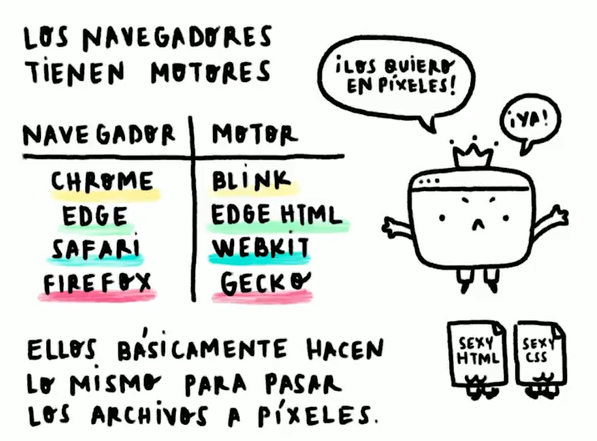 LOS NAVEGADORES
TIENEN MOTORES
¡LOS QUIERO
EN PÍXELES!
¡YA!
NAVEGADOR MOTOR
CHROME BLINK
EDGE EDGE HTML
SAFARI WEBKIT
FIREFOX GECKO
SEXY
HTML
SEXY
CSS
ELLOS BÁSICAMENTE HACEN
LO MISMO PARA PASAR
LOS ARCHIVOS A PÍXELES.